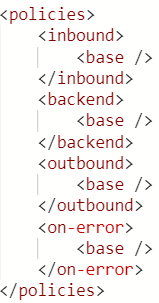 <policies>
    <inbound>
        <base />
    </inbound>
    <backend>
        <base />
    </backend>
    <outbound>
        <base />
    </outbound>
    <on-error>
        <base />
    </on-error>
</policies>